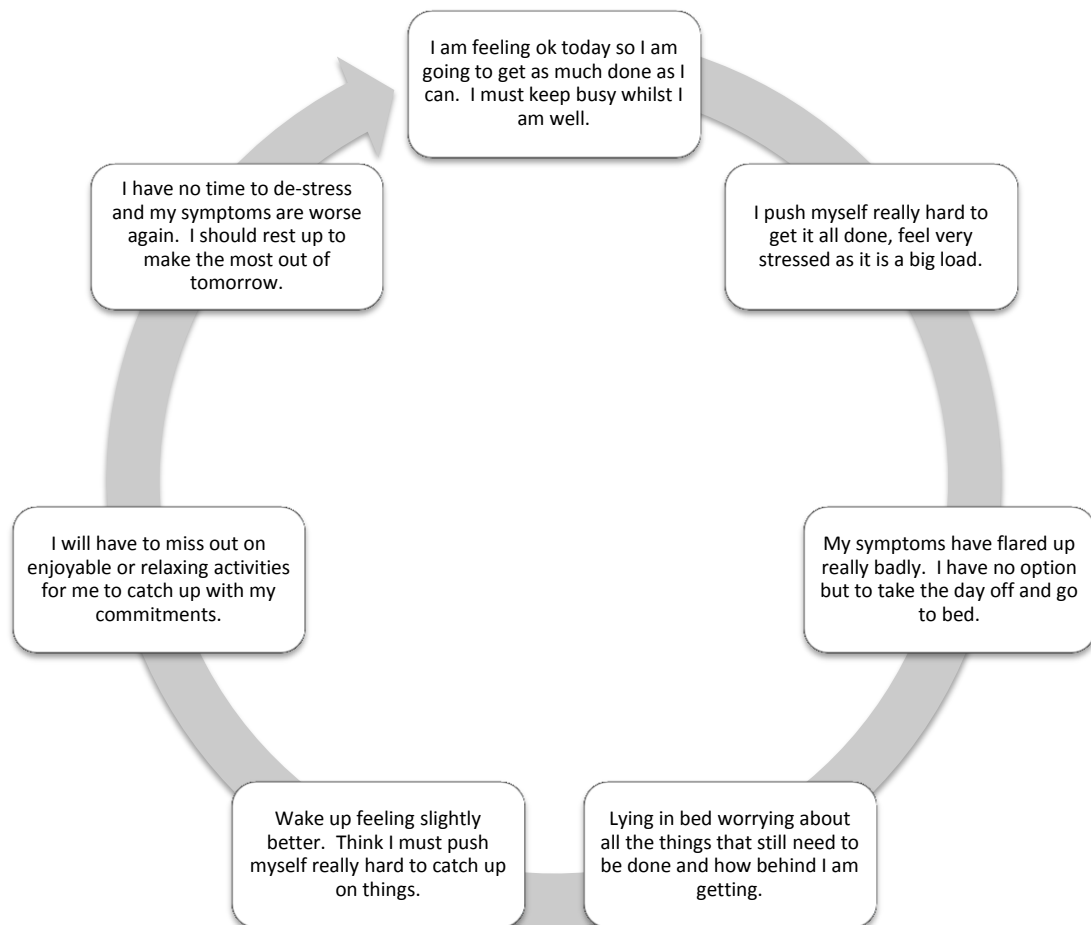 I am feeling ok today so I am
going to get as much done as I
can.  I must keep busy whilst I
am well.
I push myself really hard to
get it all done, feel very
stressed as it is a big load.
My symptoms have flared up
really badly.  I have no option
but to take the day off and go
to bed.
Lying in bed worrying about
all the things that still need to
be done and how behind I am
getting.
Wake up feeling slightly
better.  Think I must push
myself really hard to catch up
on things.
I will have to miss out on
enjoyable or relaxing activities
for me to catch up with my
commitments.
I have no time to de-stress
and my symptoms are worse
again.  I should rest up to
make the most out of
tomorrow.